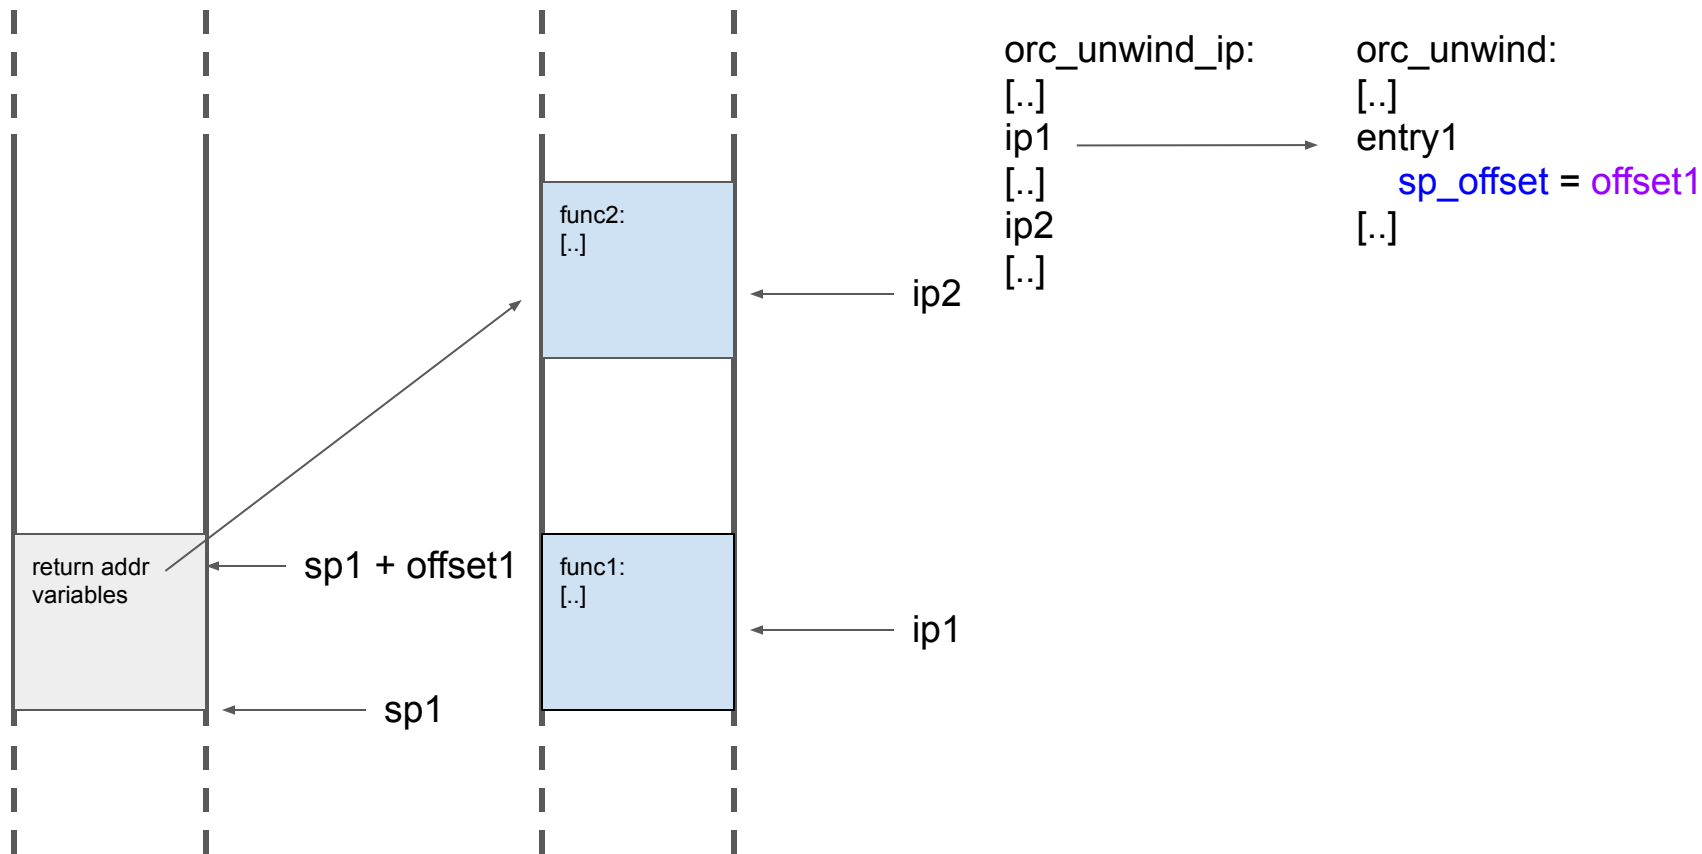 orc_unwind_ip:
[..]
ip1
[..]
ip2
[..]
orc_unwind:
[..]
entry1
sp_offset = offset1
[..]
func2:
[..]
ip2
return addr
variables
sp1 + offset1
func1:
[..]
ip1
sp1